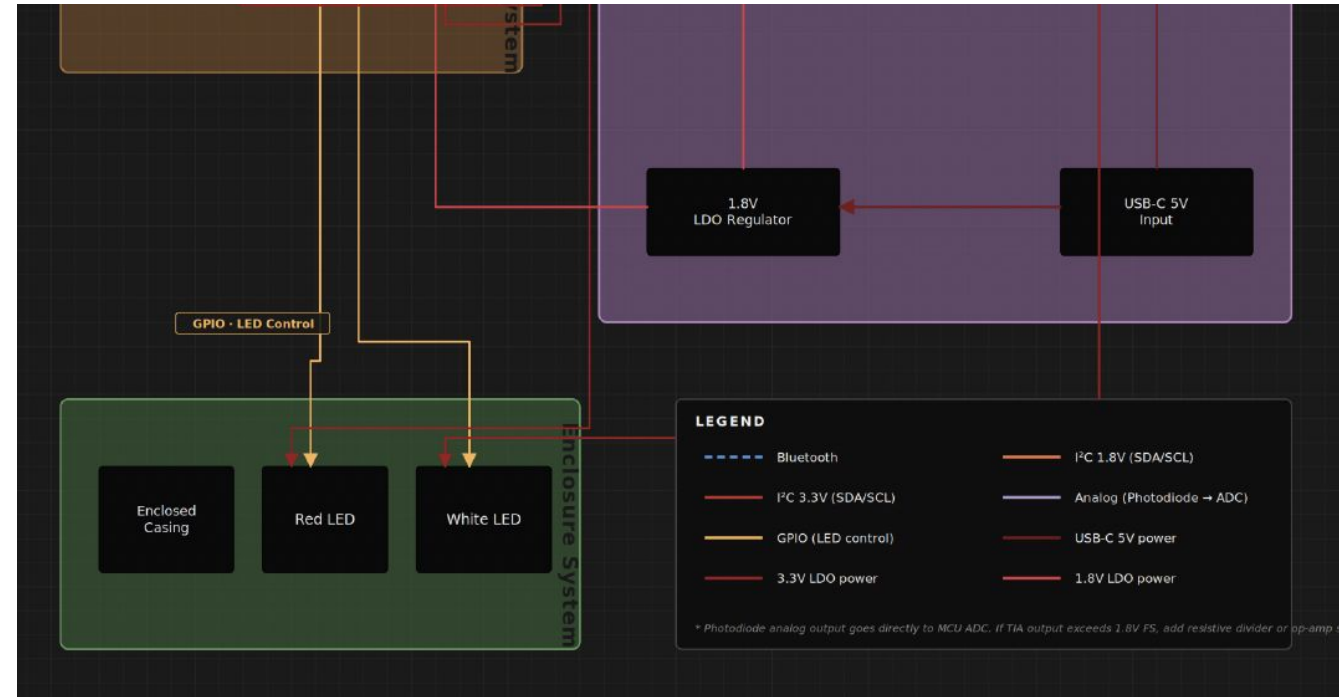 ystem
1.8V
LDO Regulator
USB-C 5V
Input
GPIO · LED Control
Enclosure System
Enclosed
Casing
Red LED
White LED
LEGEND
Bluetooth
I²C 1.8V (SDA/SCL)
I²C 3.3V (SDA/SCL)
Analog (Photodiode → ADC)
GPIO (LED control)
USB-C 5V power
3.3V LDO power
1.8V LDO power
* Photodiode analog output goes directly to MCU ADC. If TIA output exceeds 1.8V FS, add resistive divider or op-amp s